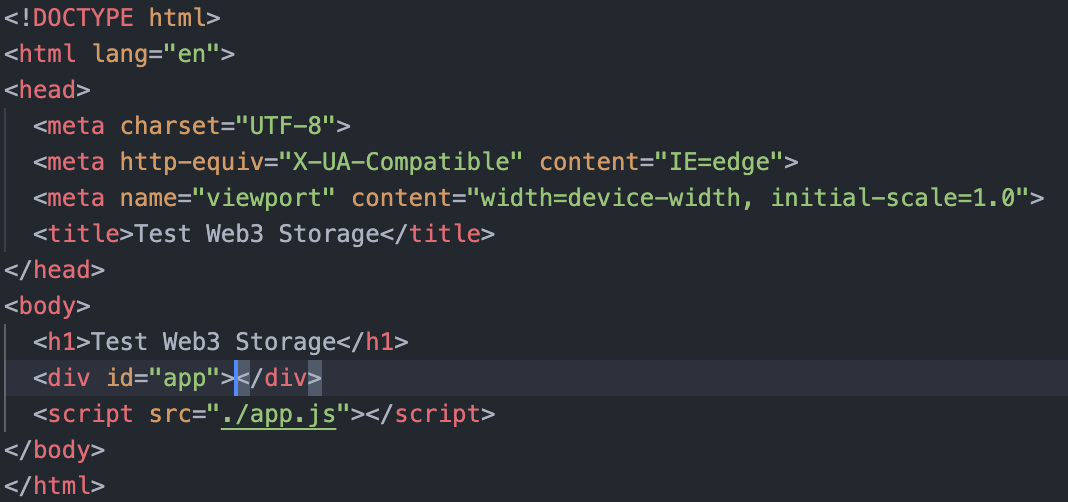 <!DOCTYPE html>
<html lang="en">
<head>
  <meta charset="UTF-8">
  <meta http-equiv="X-UA-Compatible" content="IE=edge">
  <meta name="viewport" content="width=device-width, initial-scale=1.0">
  <title>Test Web3 Storage</title>
</head>
<body>
  <h1>Test Web3 Storage</h1>
  <div id="app"></div>
  <script src="./app.js"></script>
</body>
</html>